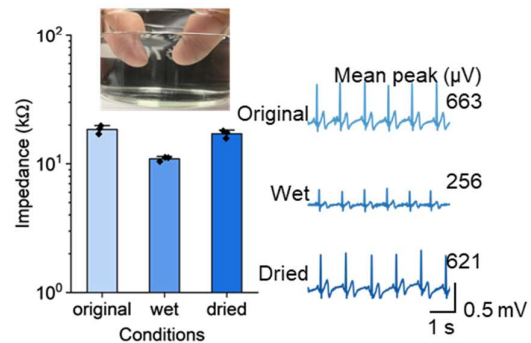 10²
10¹
10⁰
Impedance (kΩ)
original wet dried
Conditions
Mean peak (µV)
Original 663
Wet 256
Dried 621
0.5 mV
1 s